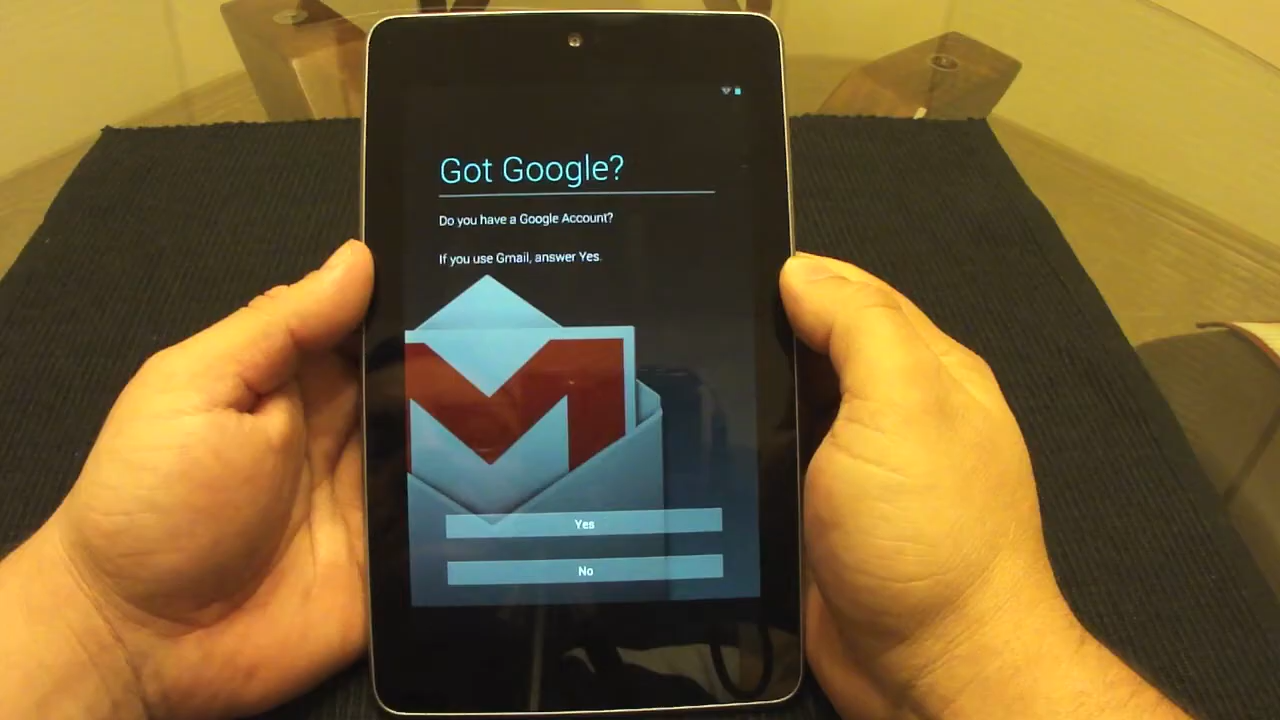 Got Google?
Do you have a Google Account?
If you use Gmail, answer Yes.
Yes
No